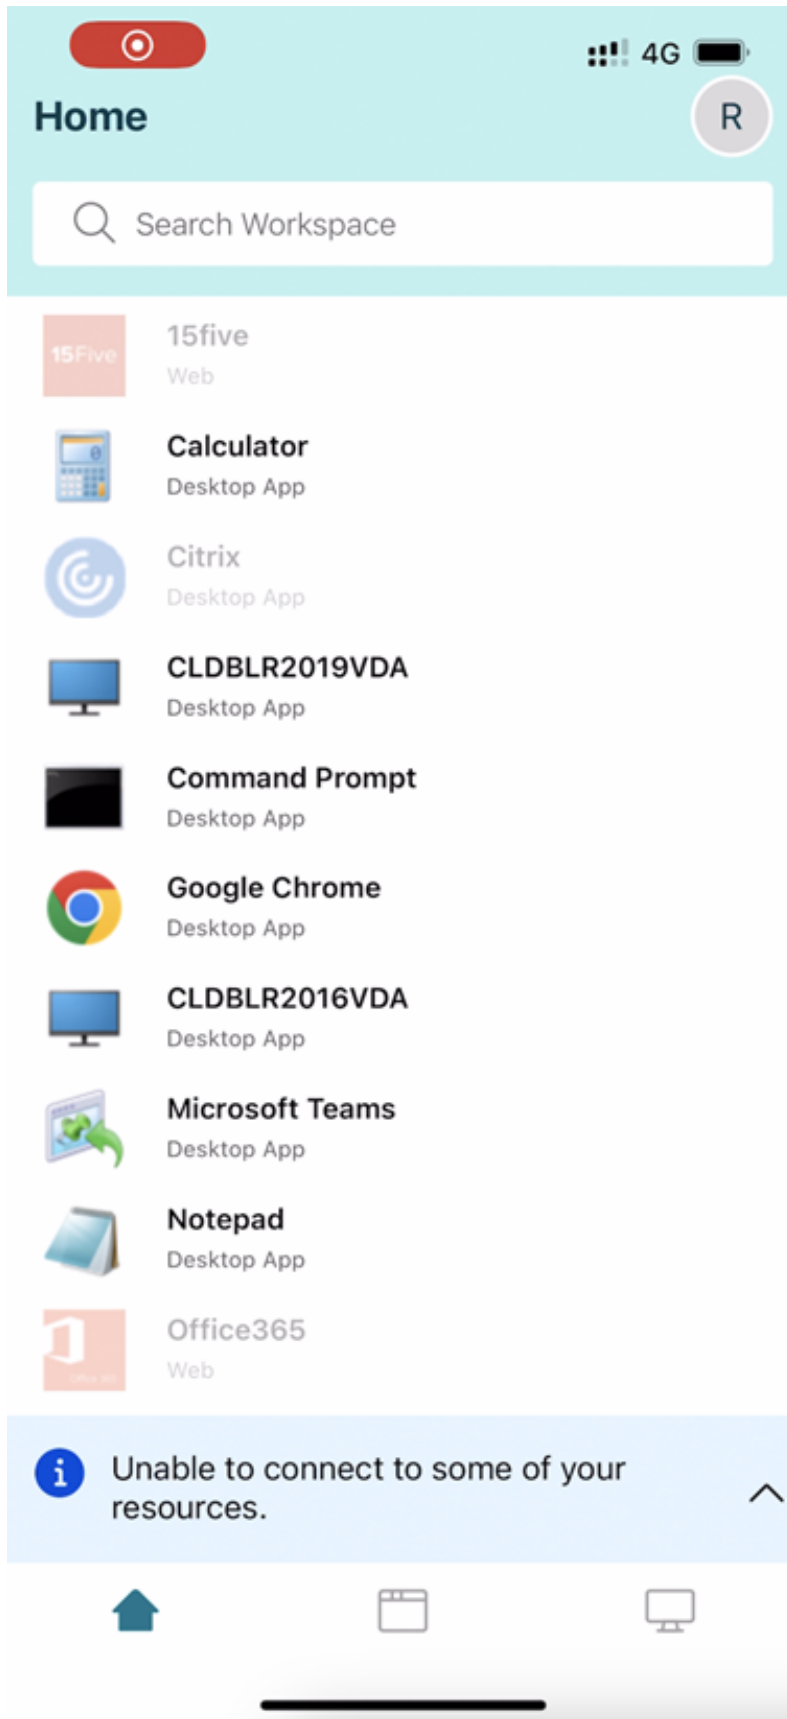 4G
Home
R
Search Workspace
15Five
15five
Web
Calculator
Desktop App
Citrix
Desktop App
CLDBLR2019VDA
Desktop App
Command Prompt
Desktop App
Google Chrome
Desktop App
CLDBLR2016VDA
Desktop App
Microsoft Teams
Desktop App
Notepad
Desktop App
Office365
Office 365
Web
Unable to connect to some of your
resources.